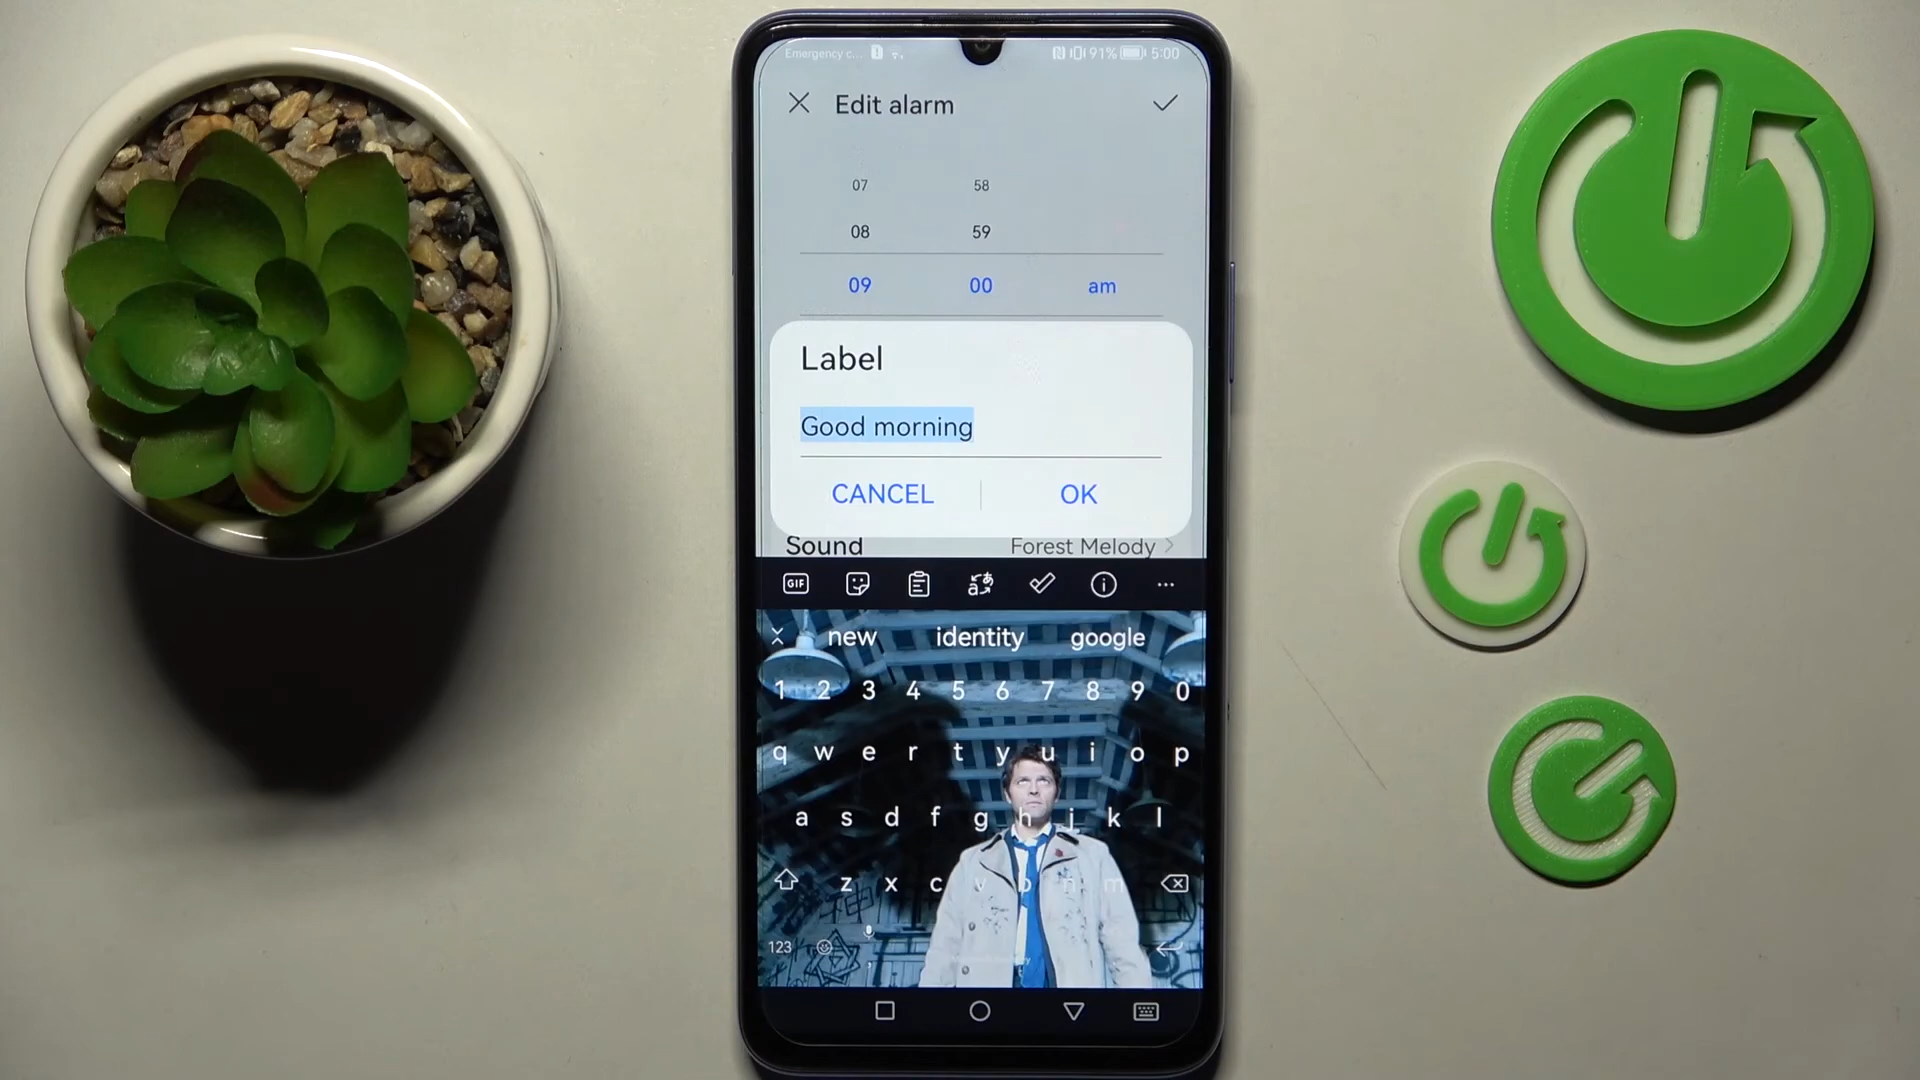 Emergency c... 91% 5:00
Edit alarm
07 58
08 59
09 00 am
Label
Good morning
CANCEL OK
Sound Forest Melody
GIF
new identity google
1 2 3 4 5 6 7 8 9 0
q w e r t y u i o p
a s d f g h j k l
z x c v b n m
123